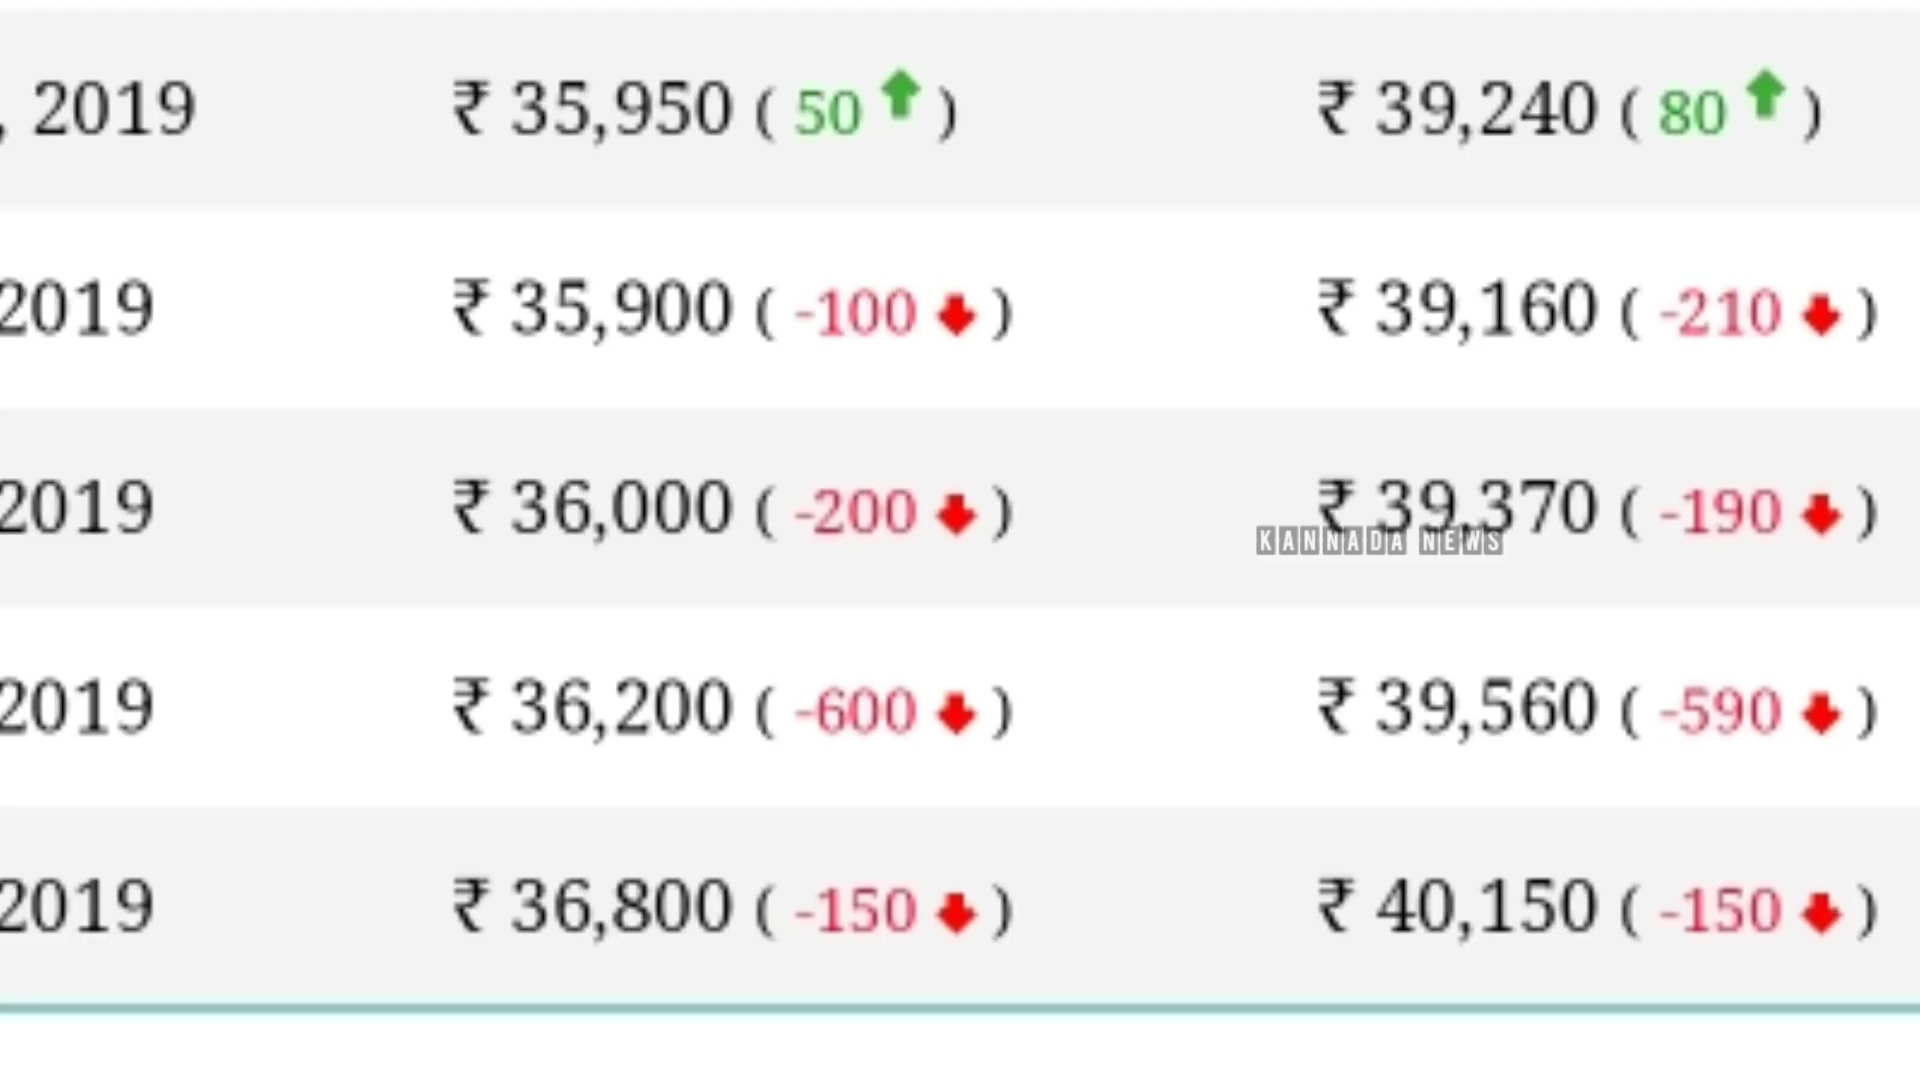 , 2019 ₹ 35,950 ( 50 ⬆ ) ₹ 39,240 ( 80 ⬆ )
2019 ₹ 35,900 ( -100 ⬇ ) ₹ 39,160 ( -210 ⬇ )
2019 ₹ 36,000 ( -200 ⬇ ) ₹ 39,370 ( -190 ⬇ )
KANNADA NEWS
2019 ₹ 36,200 ( -600 ⬇ ) ₹ 39,560 ( -590 ⬇ )
2019 ₹ 36,800 ( -150 ⬇ ) ₹ 40,150 ( -150 ⬇ )